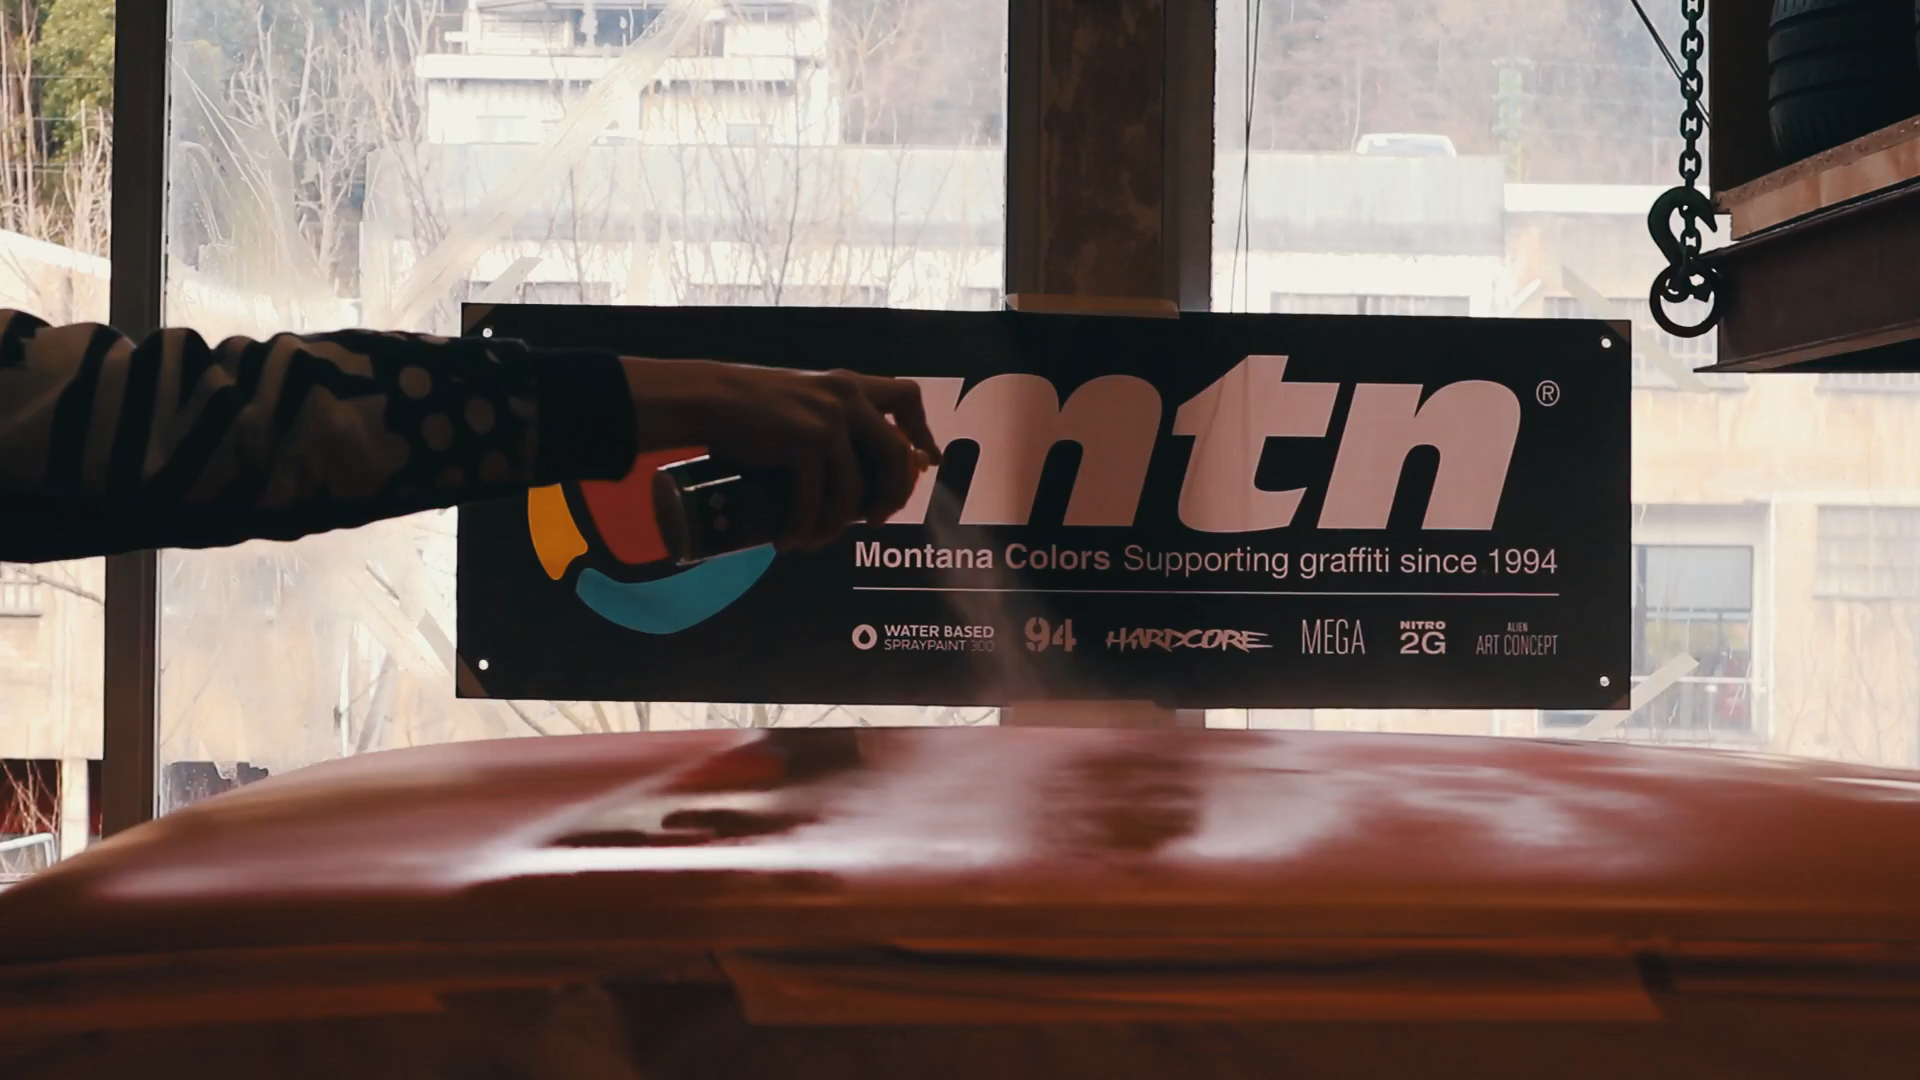 mtn®
Montana Colors Supporting graffiti since 1994
WATER BASED
SPRAYPAINT 300
94
HARDCORE
MEGA
NITRO
2G
ALIEN
ART CONCEPT